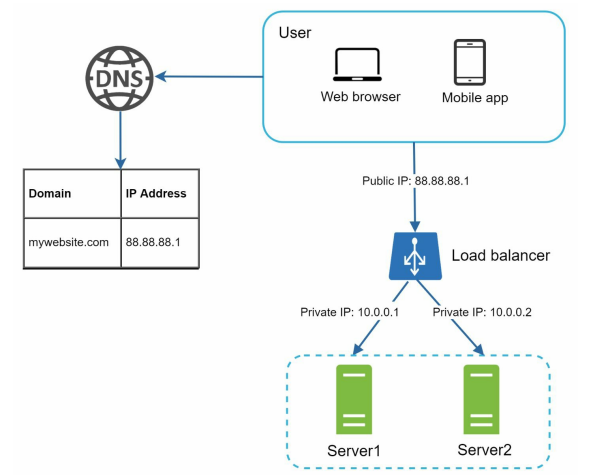 User
DNS
Web browser
Mobile app
Public IP: 88.88.88.1
Domain
IP Address
mywebsite.com
88.88.88.1
Load balancer
Private IP: 10.0.0.1
Private IP: 10.0.0.2
Server1
Server2